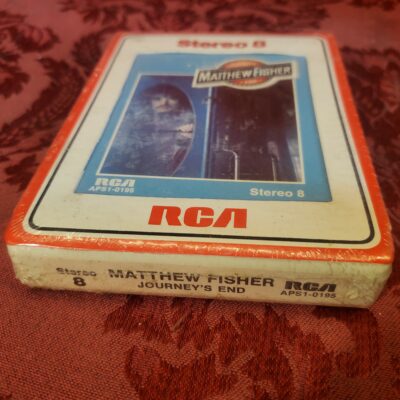 Stereo 8
MATTHEW FISHER
RCA
APS1-0195
Stereo 8
RCA
Stereo
8
MATTHEW FISHER
JOURNEY'S END
RCA
APS1-0195